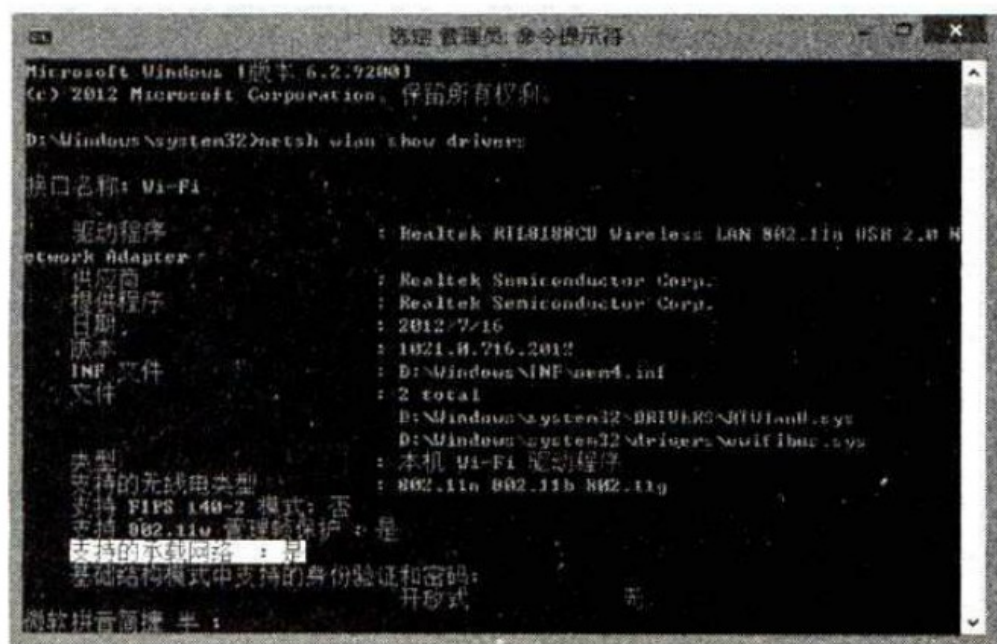 选定 管理员: 命令提示符
Microsoft Windows [版本 6.2.9200]
(c) 2012 Microsoft Corporation。保留所有权利。
D:\Windows\system32>netsh wlan show drivers
接口名称: Wi-Fi
驱动程序 : Realtek RTL8188CU Wireless LAN 802.11n USB 2.0 N
etwork Adapter
供应商 : Realtek Semiconductor Corp.
提供程序 : Realtek Semiconductor Corp.
日期 : 2012/7/16
版本 : 1021.0.716.2012
INF 文件 : D:\Windows\INF\oem4.inf
文件 : 2 total
D:\Windows\system32\DRIVERS\RTWlanU.sys
D:\Windows\system32\drivers\vwifibus.sys
类型 : 本机 Wi-Fi 驱动程序
支持的无线电类型 : 802.11n 802.11b 802.11g
支持 FIPS 140-2 模式: 否
支持 802.11w 管理帧保护 : 是
支持的承载网络 : 是
基础结构模式中支持的身份验证和密码:
开放式 无
微软拼音简捷 半 :